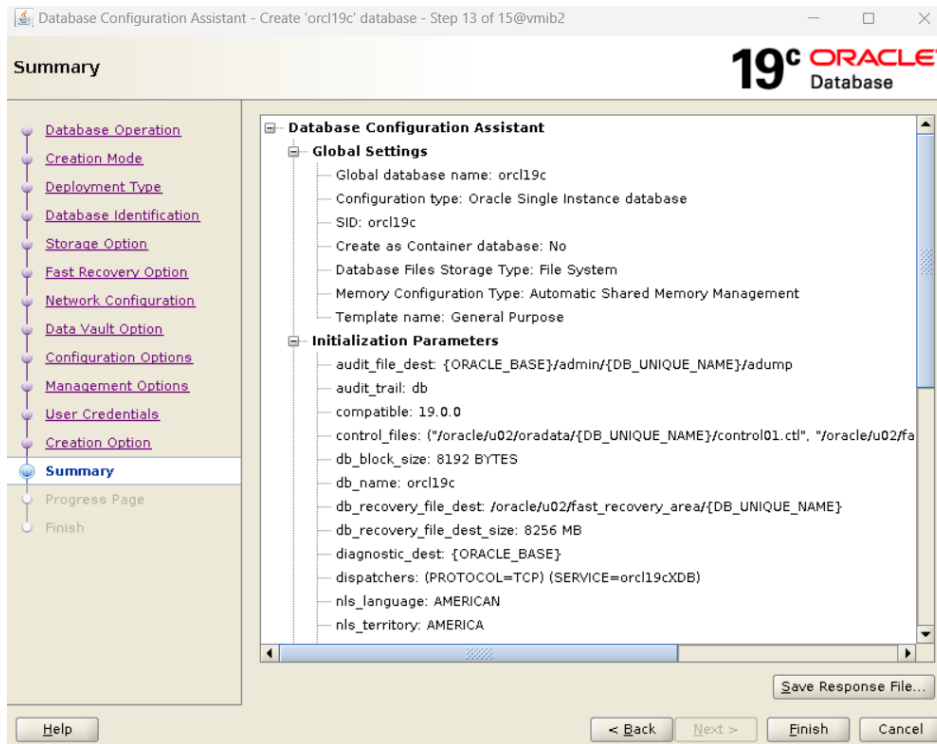 Database Configuration Assistant - Create 'orcl19c' database - Step 13 of 15@vmib2
Summary
19c ORACLE
Database
Database Operation
Creation Mode
Deployment Type
Database Identification
Storage Option
Fast Recovery Option
Network Configuration
Data Vault Option
Configuration Options
Management Options
User Credentials
Creation Option
Summary
Progress Page
Finish
Database Configuration Assistant
Global Settings
Global database name: orcl19c
Configuration type: Oracle Single Instance database
SID: orcl19c
Create as Container database: No
Database Files Storage Type: File System
Memory Configuration Type: Automatic Shared Memory Management
Template name: General Purpose
Initialization Parameters
audit_file_dest: {ORACLE_BASE}/admin/{DB_UNIQUE_NAME}/adump
audit_trail: db
compatible: 19.0.0
control_files: ("/oracle/u02/oradata/{DB_UNIQUE_NAME}/control01.ctl", "/oracle/u02/fa
db_block_size: 8192 BYTES
db_name: orcl19c
db_recovery_file_dest: /oracle/u02/fast_recovery_area/{DB_UNIQUE_NAME}
db_recovery_file_dest_size: 8256 MB
diagnostic_dest: {ORACLE_BASE}
dispatchers: (PROTOCOL=TCP) (SERVICE=orcl19cXDB)
nls_language: AMERICAN
nls_territory: AMERICA
Save Response File...
Help
< Back
Next >
Finish
Cancel